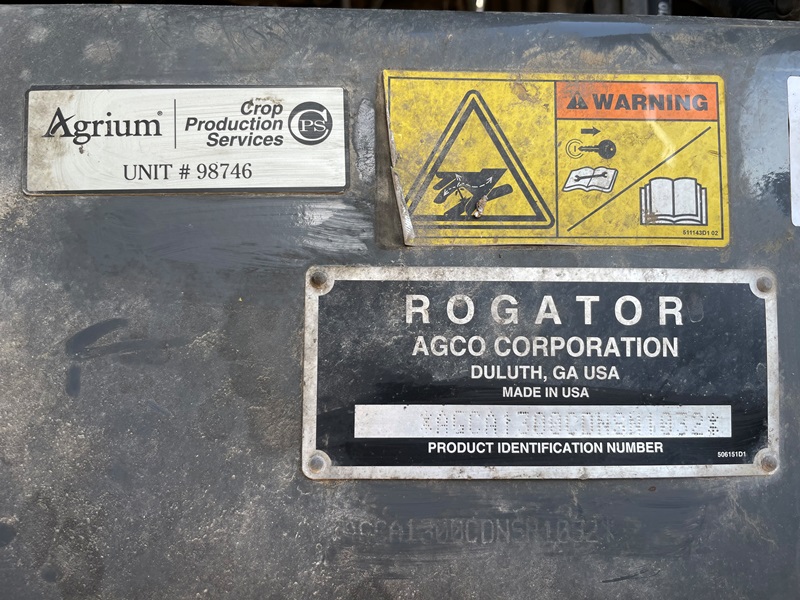 Agrium®
Crop
Production
Services
CPS
UNIT # 98746
WARNING
511143D1 02
ROGATOR
AGCO CORPORATION
DULUTH, GA USA
MADE IN USA
PRODUCT IDENTIFICATION NUMBER
506151D1